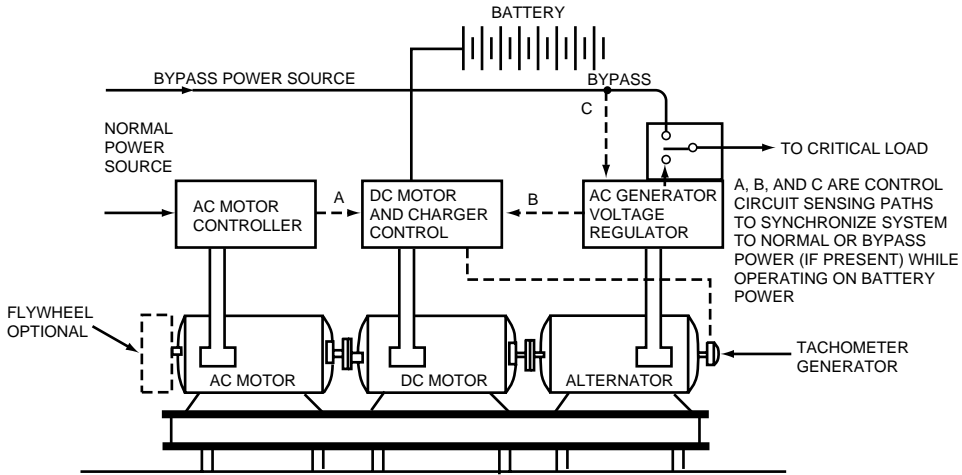 BATTERY
BYPASS POWER SOURCE
BYPASS
C
NORMAL
POWER
SOURCE
TO CRITICAL LOAD
AC MOTOR
CONTROLLER
A
DC MOTOR
AND CHARGER
CONTROL
B
AC GENERATOR
VOLTAGE
REGULATOR
A, B, AND C ARE CONTROL
CIRCUIT SENSING PATHS
TO SYNCHRONIZE SYSTEM
TO NORMAL OR BYPASS
POWER (IF PRESENT) WHILE
OPERATING ON BATTERY
POWER
FLYWHEEL
OPTIONAL
AC MOTOR
DC MOTOR
ALTERNATOR
TACHOMETER
GENERATOR